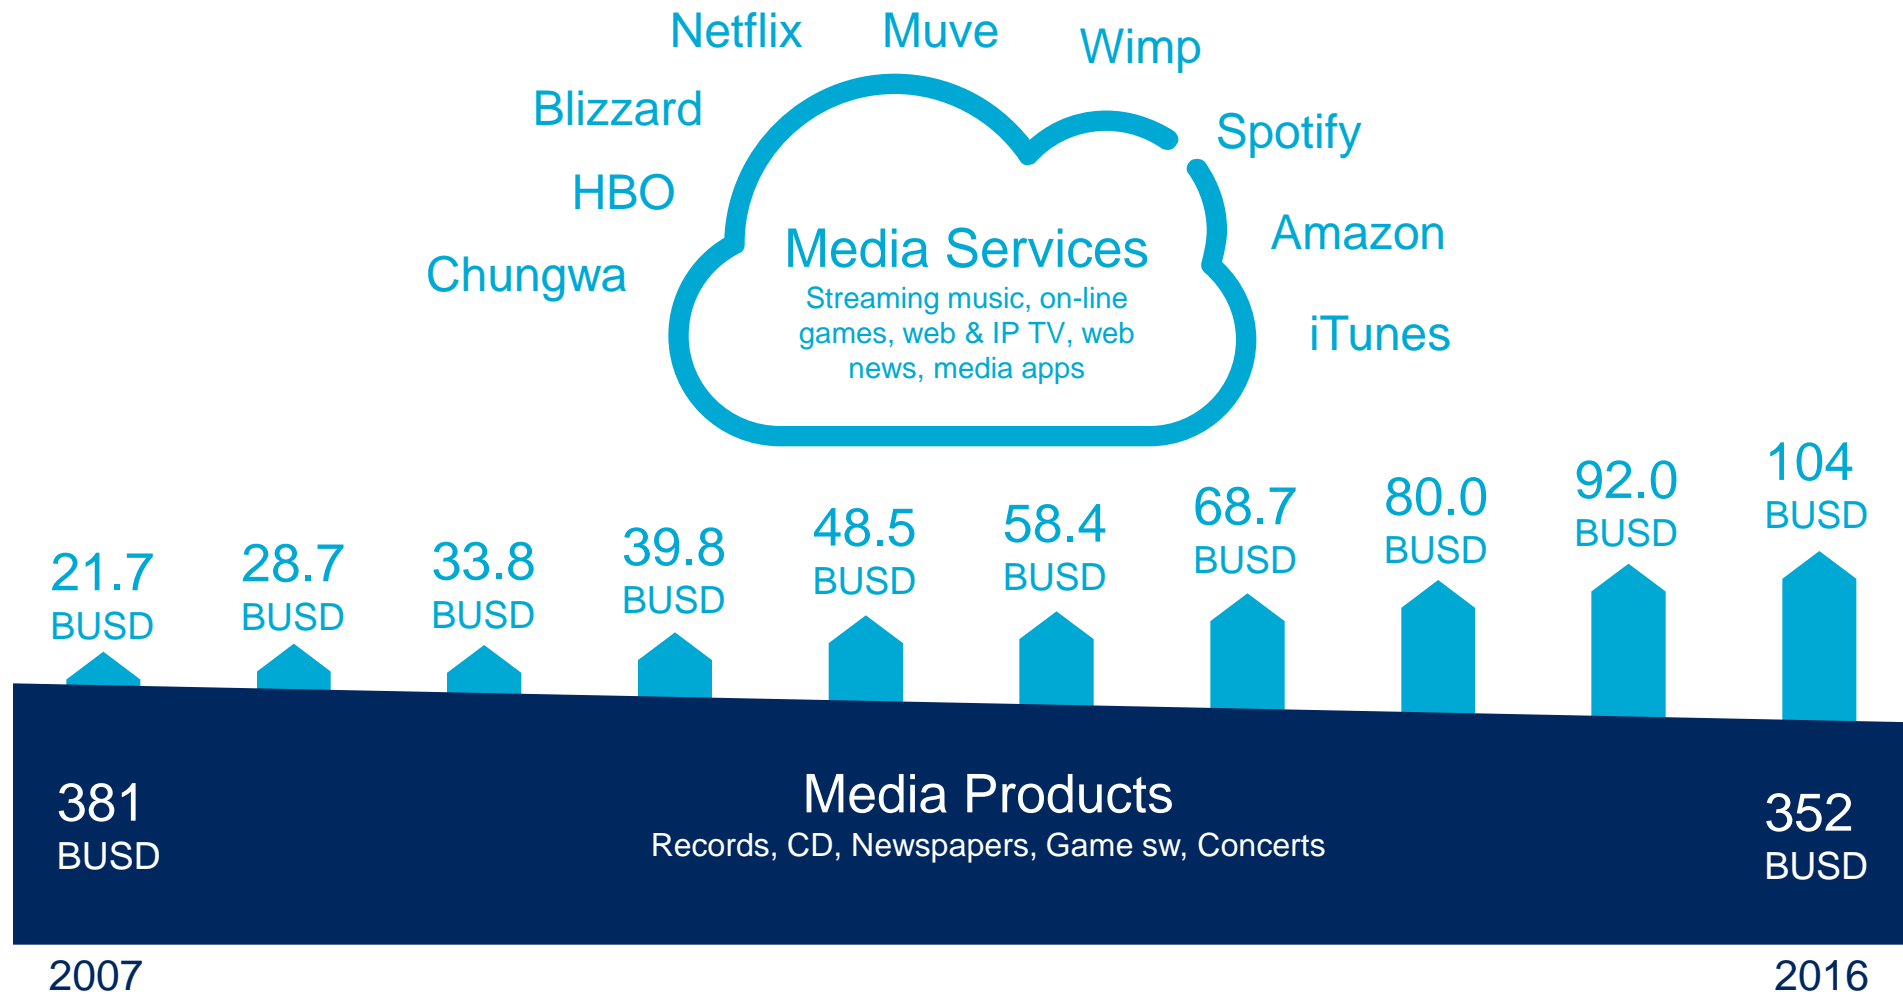 Netflix
Muve
Wimp
Blizzard
Spotify
HBO
Amazon
Chungwa
iTunes
Media Services
Streaming music, on-line
games, web & IP TV, web
news, media apps
21.7
BUSD
28.7
BUSD
33.8
BUSD
39.8
BUSD
48.5
BUSD
58.4
BUSD
68.7
BUSD
80.0
BUSD
92.0
BUSD
104
BUSD
381
BUSD
Media Products
Records, CD, Newspapers, Game sw, Concerts
352
BUSD
2007
2016